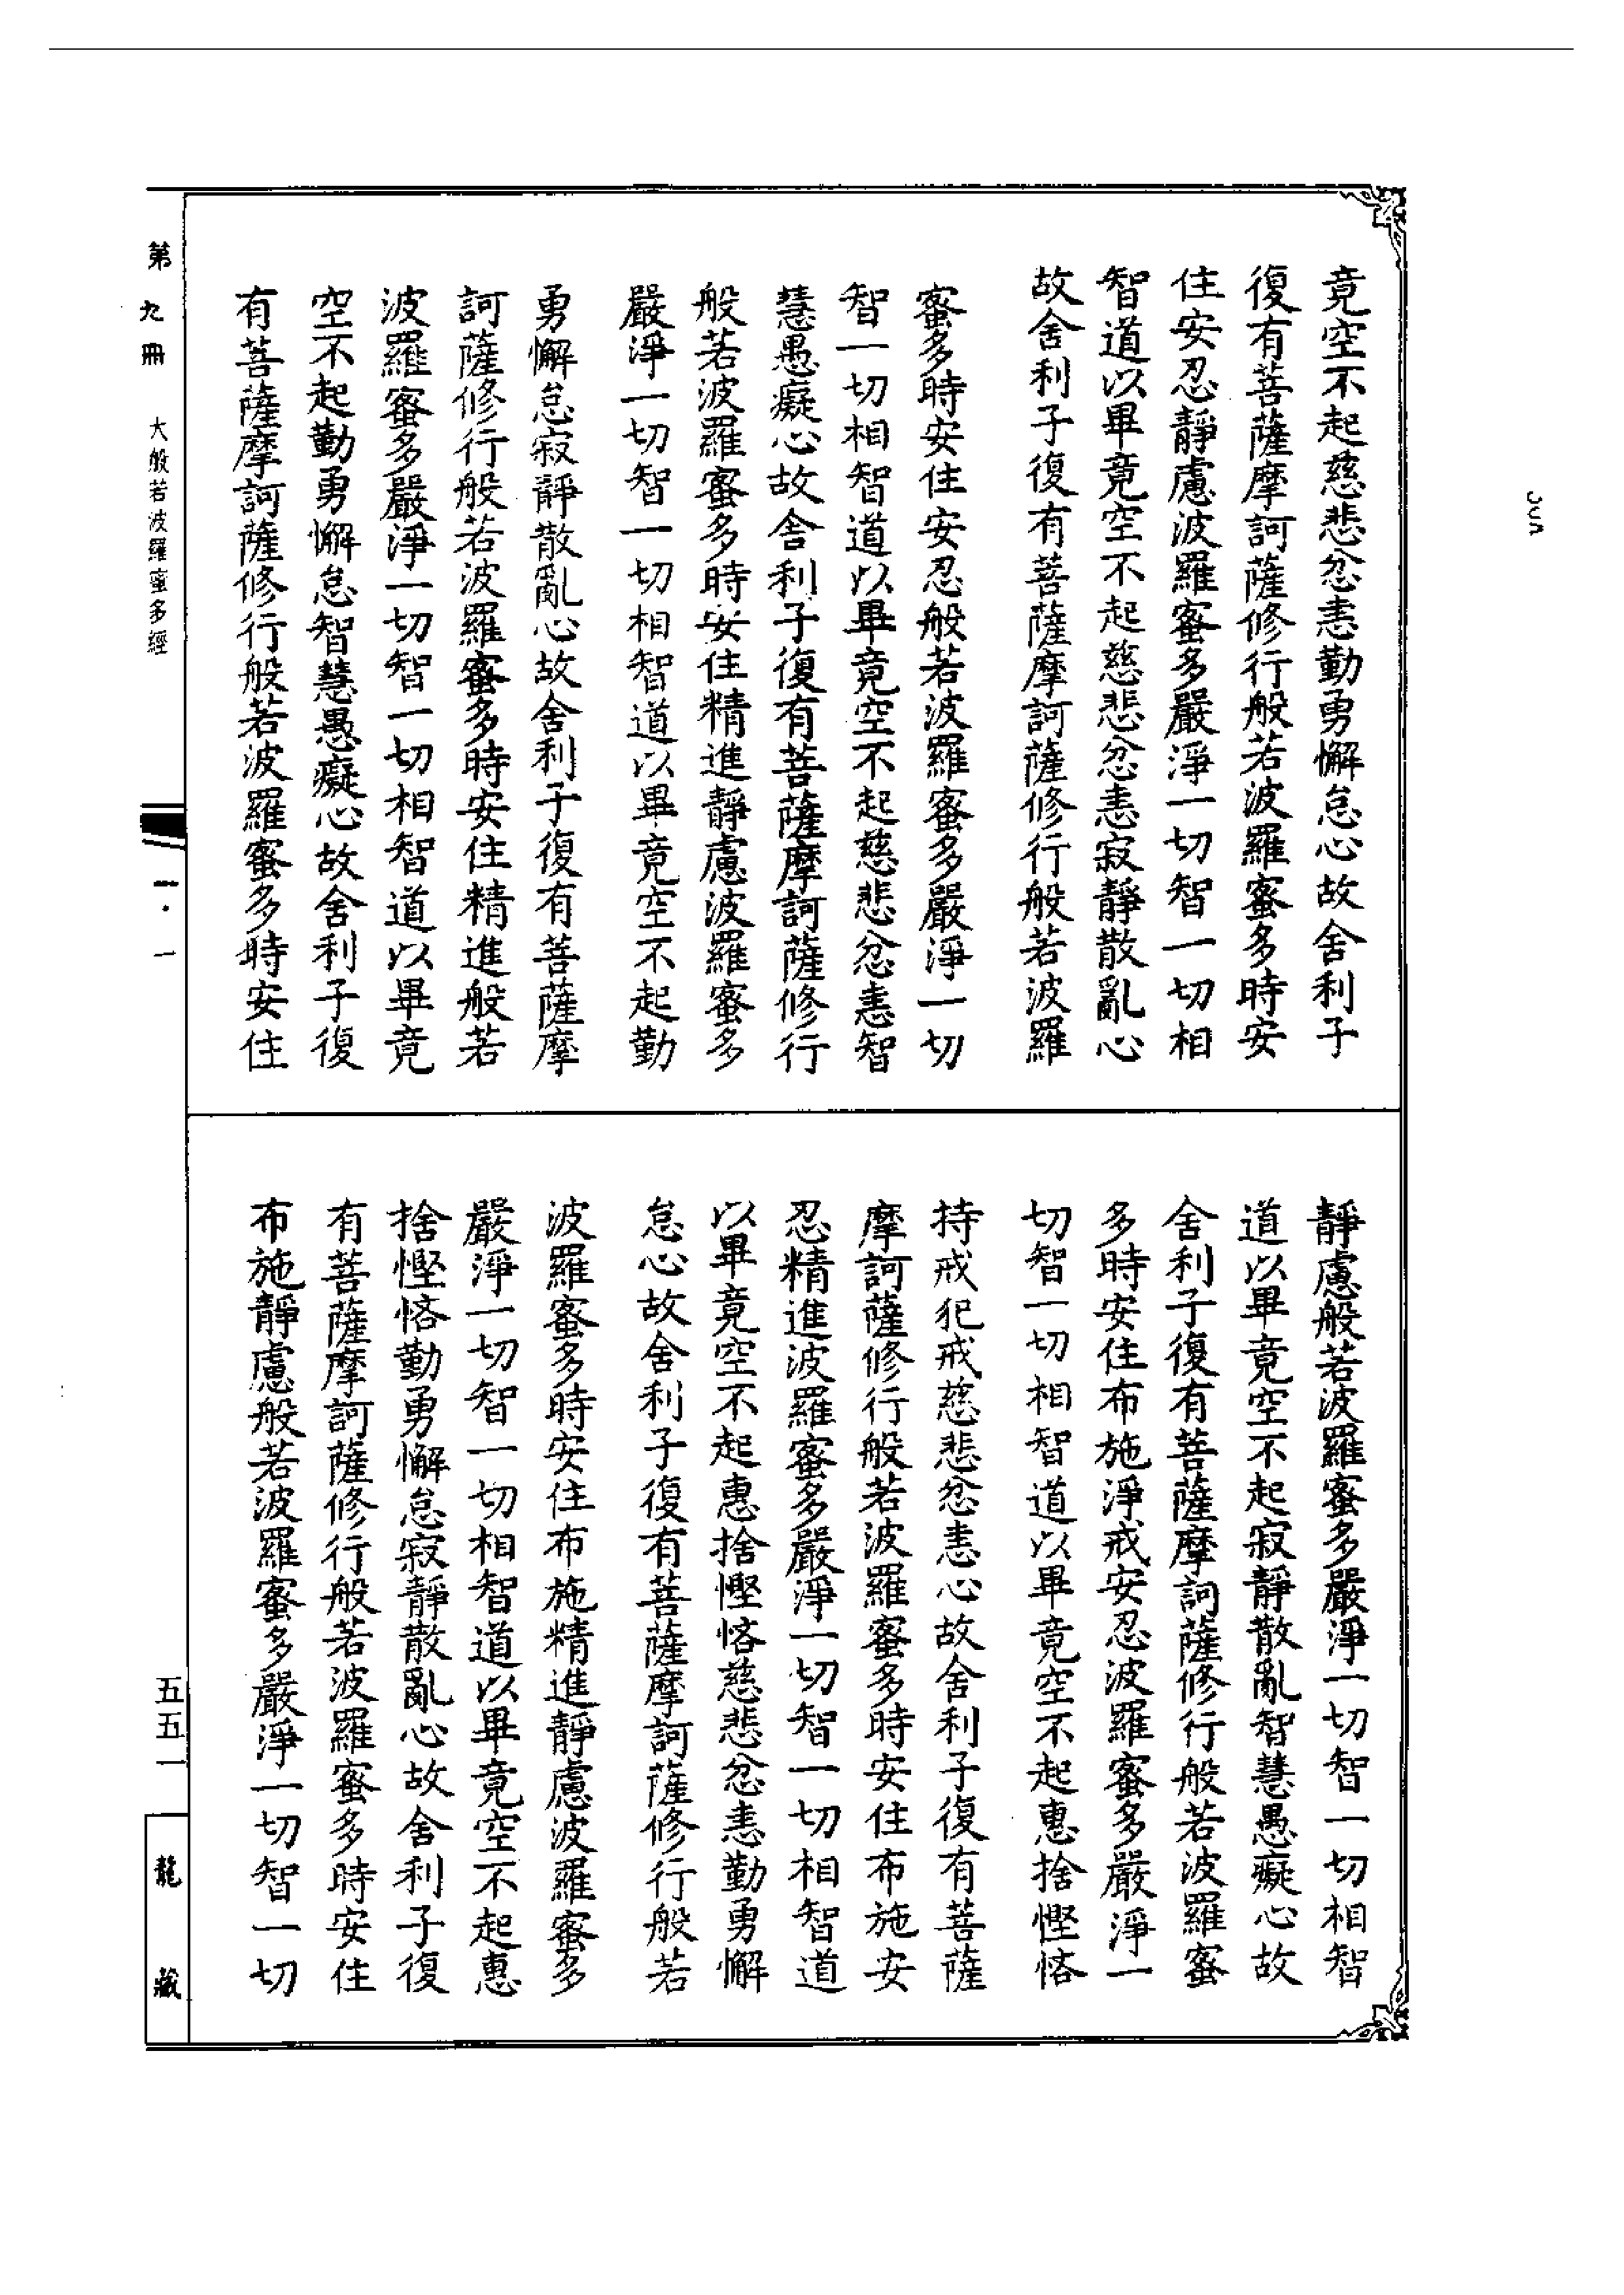 竟空不起慈悲忿恚勤勇懈怠心故舍利子
復有菩薩摩訶薩修行般若波羅蜜多時安
住安忍靜慮波羅蜜多嚴淨一切智一切相
智道以畢竟空不起慈悲忿恚寂靜散亂心
故舍利子復有菩薩摩訶薩修行般若波羅
蜜多時安住安忍般若波羅蜜多嚴淨一切
智一切相智道以畢竟空不起慈悲忿恚智
慧愚癡心故舍利子復有菩薩摩訶薩修行
般若波羅蜜多時安住精進靜慮波羅蜜多
嚴淨一切智一切相智道以畢竟空不起勤
勇懈怠寂靜散亂心故舍利子復有菩薩摩
訶薩修行般若波羅蜜多時安住精進般若
波羅蜜多嚴淨一切智一切相智道以畢竟
空不起勤勇懈怠智慧愚癡心故舍利子復
有菩薩摩訶薩修行般若波羅蜜多時安住
靜慮般若波羅蜜多嚴淨一切智一切相智
道以畢竟空不起寂靜散亂智慧愚癡心故
舍利子復有菩薩摩訶薩修行般若波羅蜜
多時安住布施淨戒安忍波羅蜜多嚴淨一
切智一切相智道以畢竟空不起惠捨慳悋
持戒犯戒慈悲忿恚心故舍利子復有菩薩
摩訶薩修行般若波羅蜜多時安住布施安
忍精進波羅蜜多嚴淨一切智一切相智道
以畢竟空不起惠捨慳悋慈悲忿恚勤勇懈
怠心故舍利子復有菩薩摩訶薩修行般若
波羅蜜多時安住布施精進靜慮波羅蜜多
嚴淨一切智一切相智道以畢竟空不起惠
捨慳悋勤勇懈怠寂靜散亂心故舍利子復
有菩薩摩訶薩修行般若波羅蜜多時安住
布施靜慮般若波羅蜜多嚴淨一切智一切
第九冊 大般若波羅蜜多經
一·一
五五一
龍藏